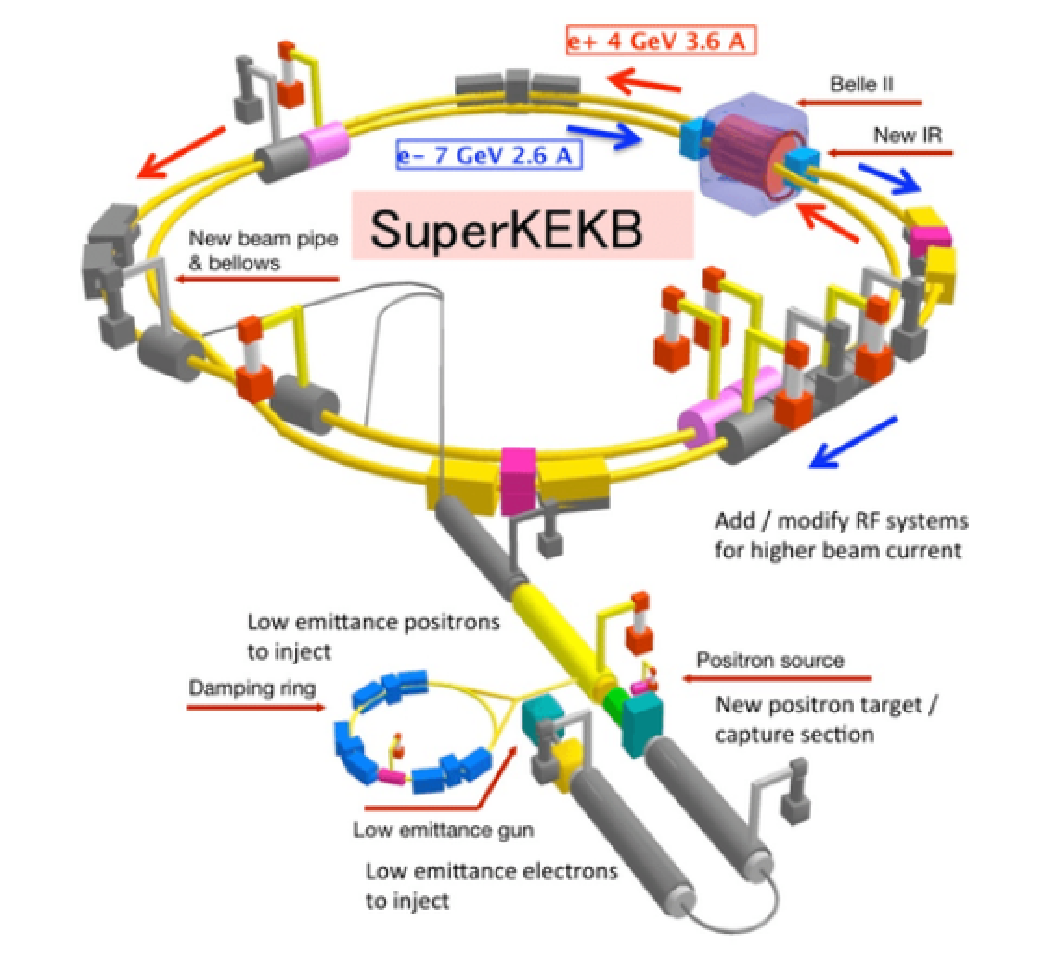 e+ 4 GeV 3.6 A
Belle II
New IR
e- 7 GeV 2.6 A
SuperKEKB
New beam pipe
& bellows
Add / modify RF systems
for higher beam current
Low emittance positrons
to inject
Damping ring
Positron source
New positron target /
capture section
Low emittance gun
Low emittance electrons
to inject